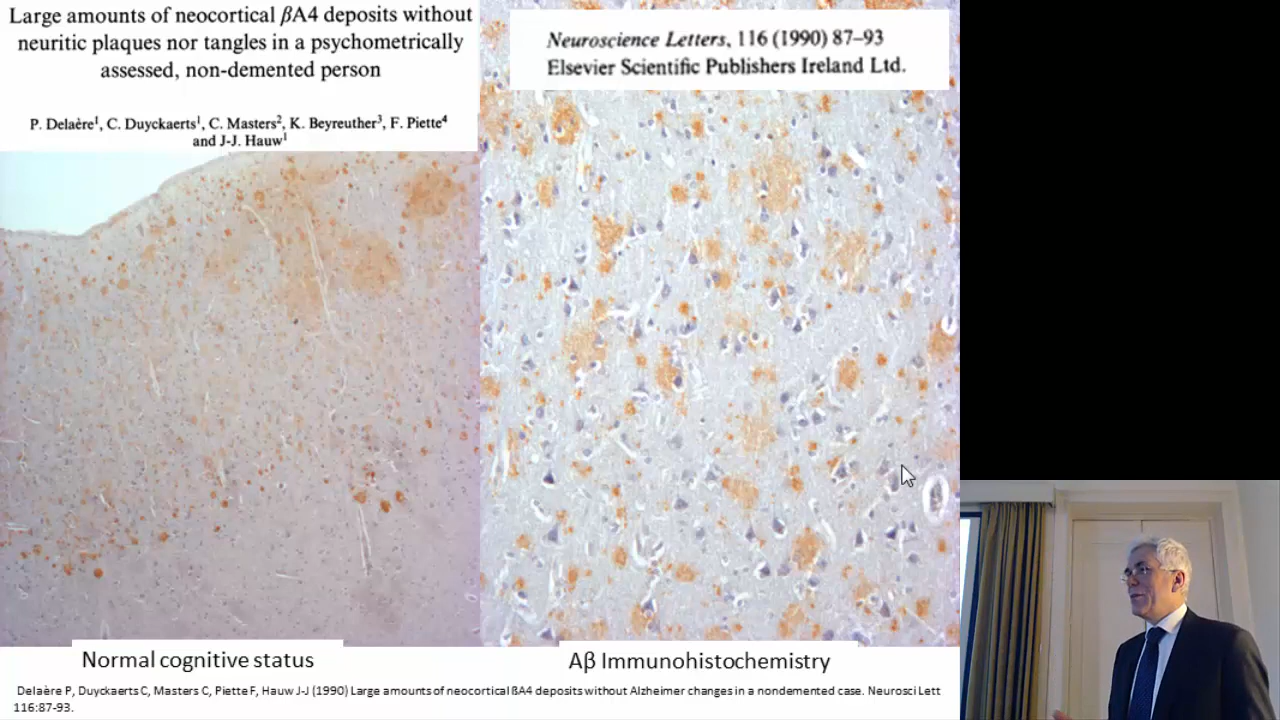 Large amounts of neocortical βA4 deposits without
neuritic plaques nor tangles in a psychometrically
assessed, non-demented person
P. Delaère¹, C. Duyckaerts¹, C. Masters², K. Beyreuther³, F. Piette⁴
and J-J. Hauw¹
Neuroscience Letters, 116 (1990) 87–93
Elsevier Scientific Publishers Ireland Ltd.
Normal cognitive status
Aβ Immunohistochemistry
Delaère P, Duyckaerts C, Masters C, Piette F, Hauw J-J (1990) Large amounts of neocortical ßA4 deposits without Alzheimer changes in a nondemented case. Neurosci Lett
116:87-93.